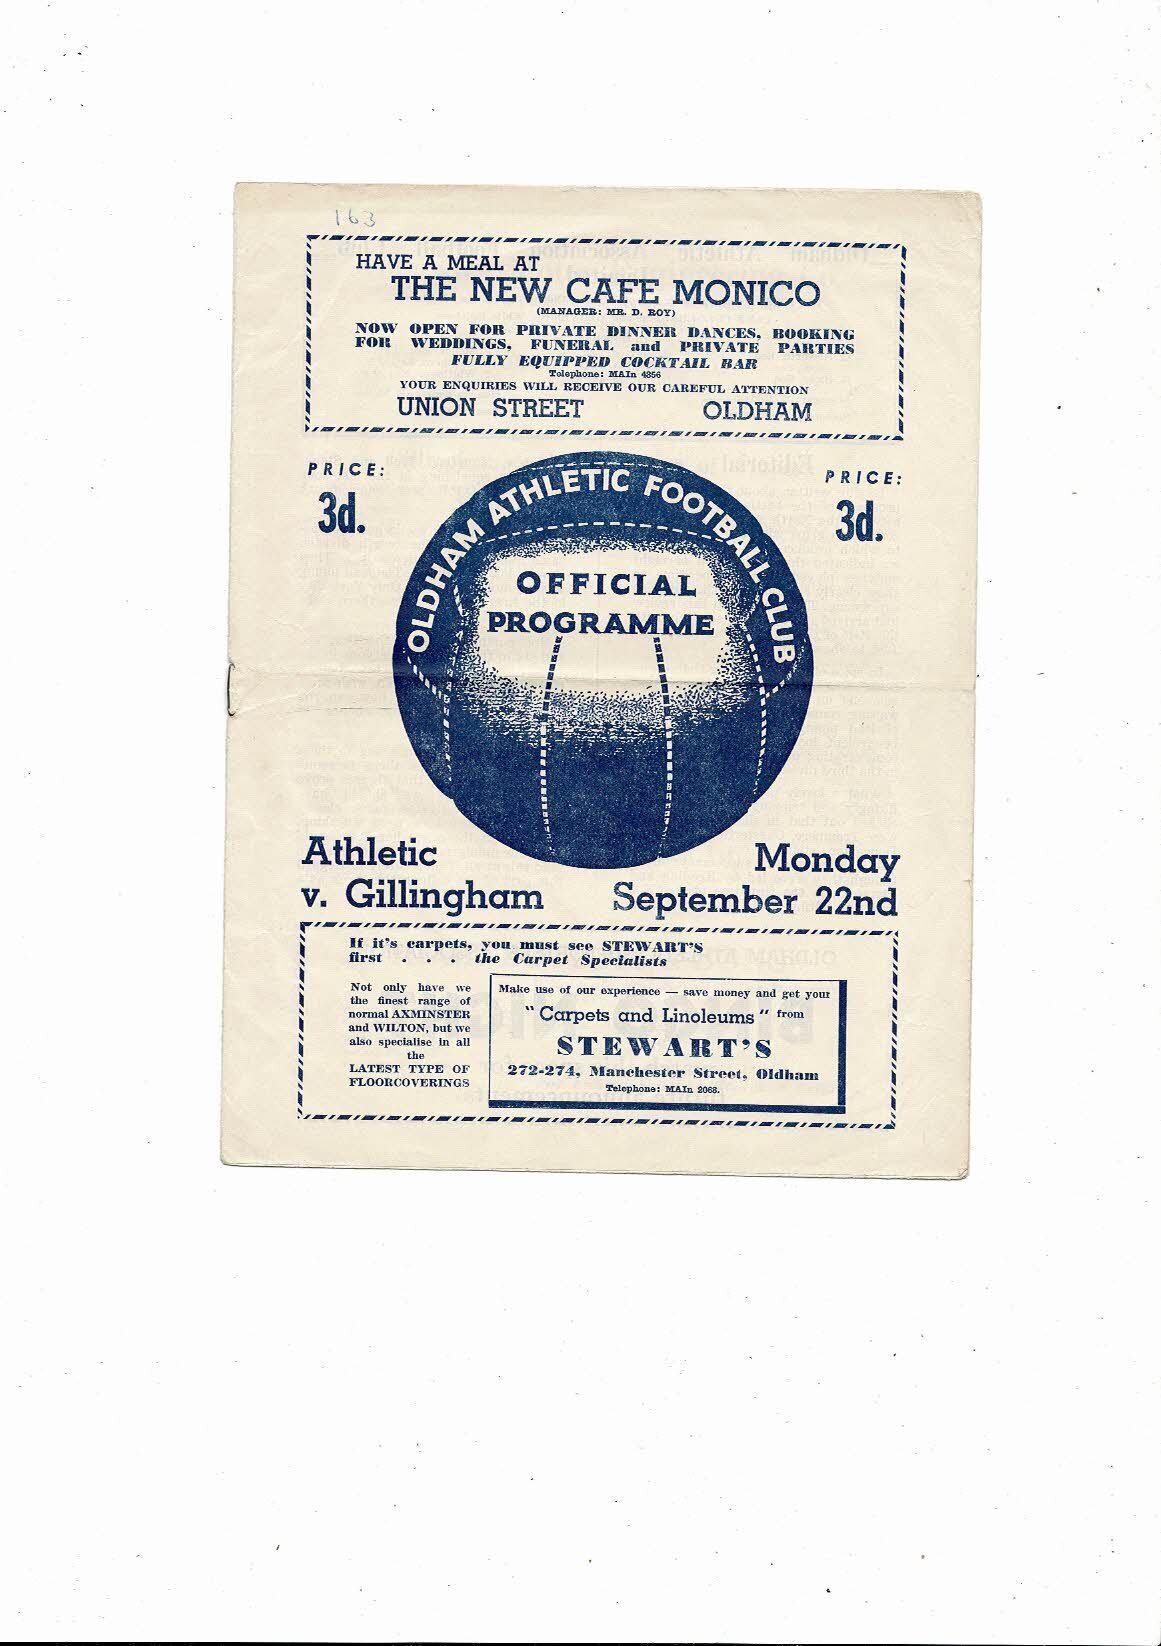 163
HAVE A MEAL AT
THE NEW CAFE MONICO
(MANAGER: MR. D. ROY)
NOW OPEN FOR PRIVATE DINNER DANCES, BOOKING
FOR WEDDINGS, FUNERAL and PRIVATE PARTIES
FULLY EQUIPPED COCKTAIL BAR
Telephone: MAIn 4856
YOUR ENQUIRIES WILL RECEIVE OUR CAREFUL ATTENTION
UNION STREET OLDHAM
PRICE:
3d.
PRICE:
3d.
OLDHAM ATHLETIC FOOTBALL CLUB
OFFICIAL
PROGRAMME
Athletic
v. Gillingham
Monday
September 22nd
If it's carpets, you must see STEWART'S
first . . . the Carpet Specialists
Not only have we
the finest range of
normal AXMINSTER
and WILTON, but we
also specialise in all
the
LATEST TYPE OF
FLOORCOVERINGS
Make use of our experience — save money and get your
"Carpets and Linoleums" from
STEWART'S
272-274, Manchester Street, Oldham
Telephone: MAIn 2068.